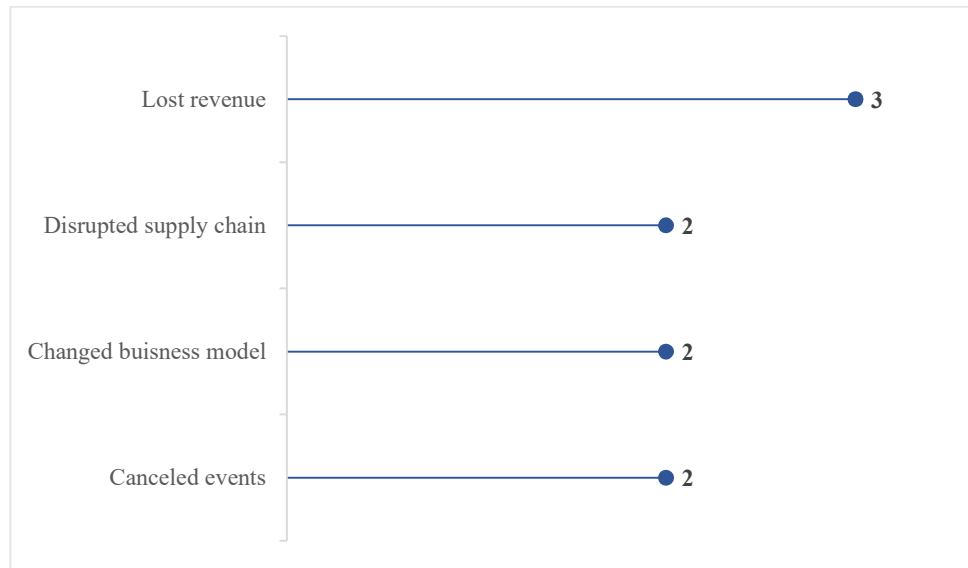 Lost revenue 3
Disrupted supply chain 2
Changed buisness model 2
Canceled events 2